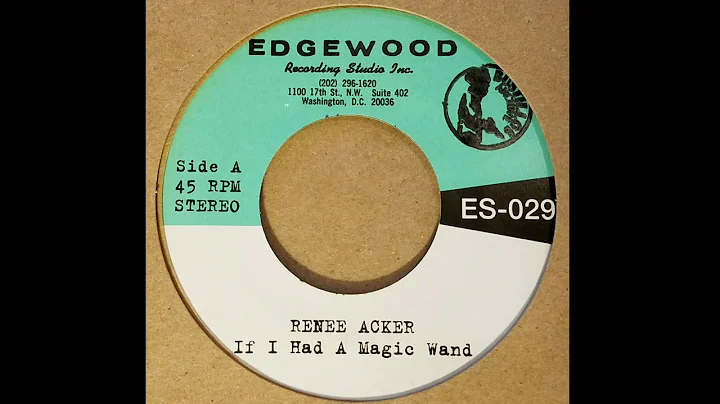 EDGEWOOD
Recording Studio Inc.
(202) 296-1620
1100 17th St., N.W. Suite 402
Washington, D.C. 20036
Side A
45 RPM
STEREO
ES-029
RENEE ACKER
If I Had A Magic Wand